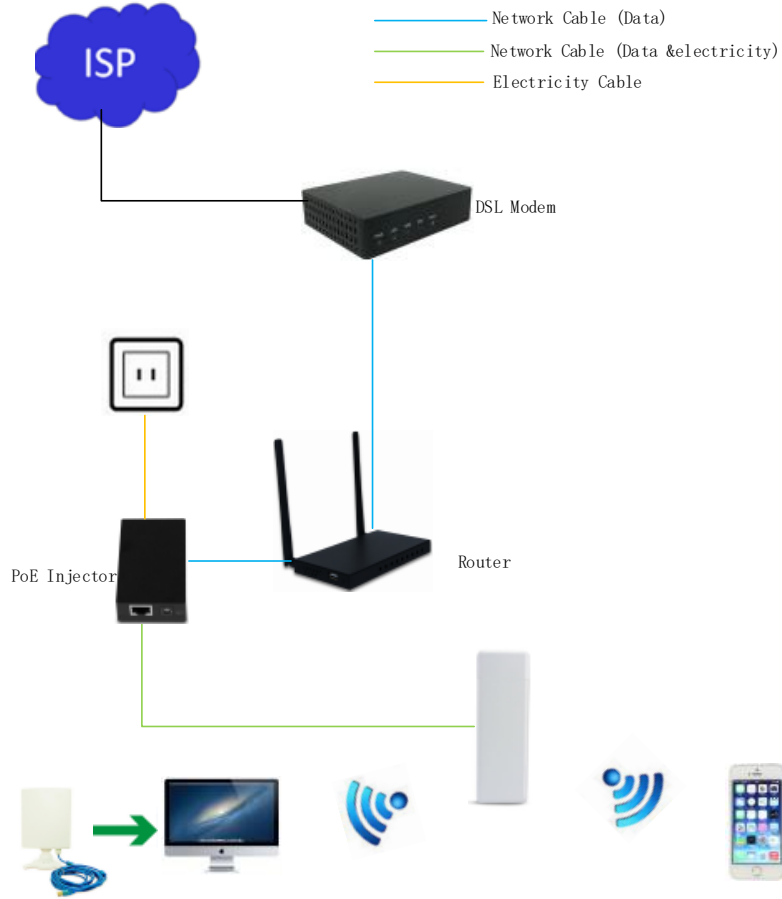 ISP
Network Cable (Data)
Network Cable (Data &electricity)
Electricity Cable
DSL Modem
PoE Injector
Router